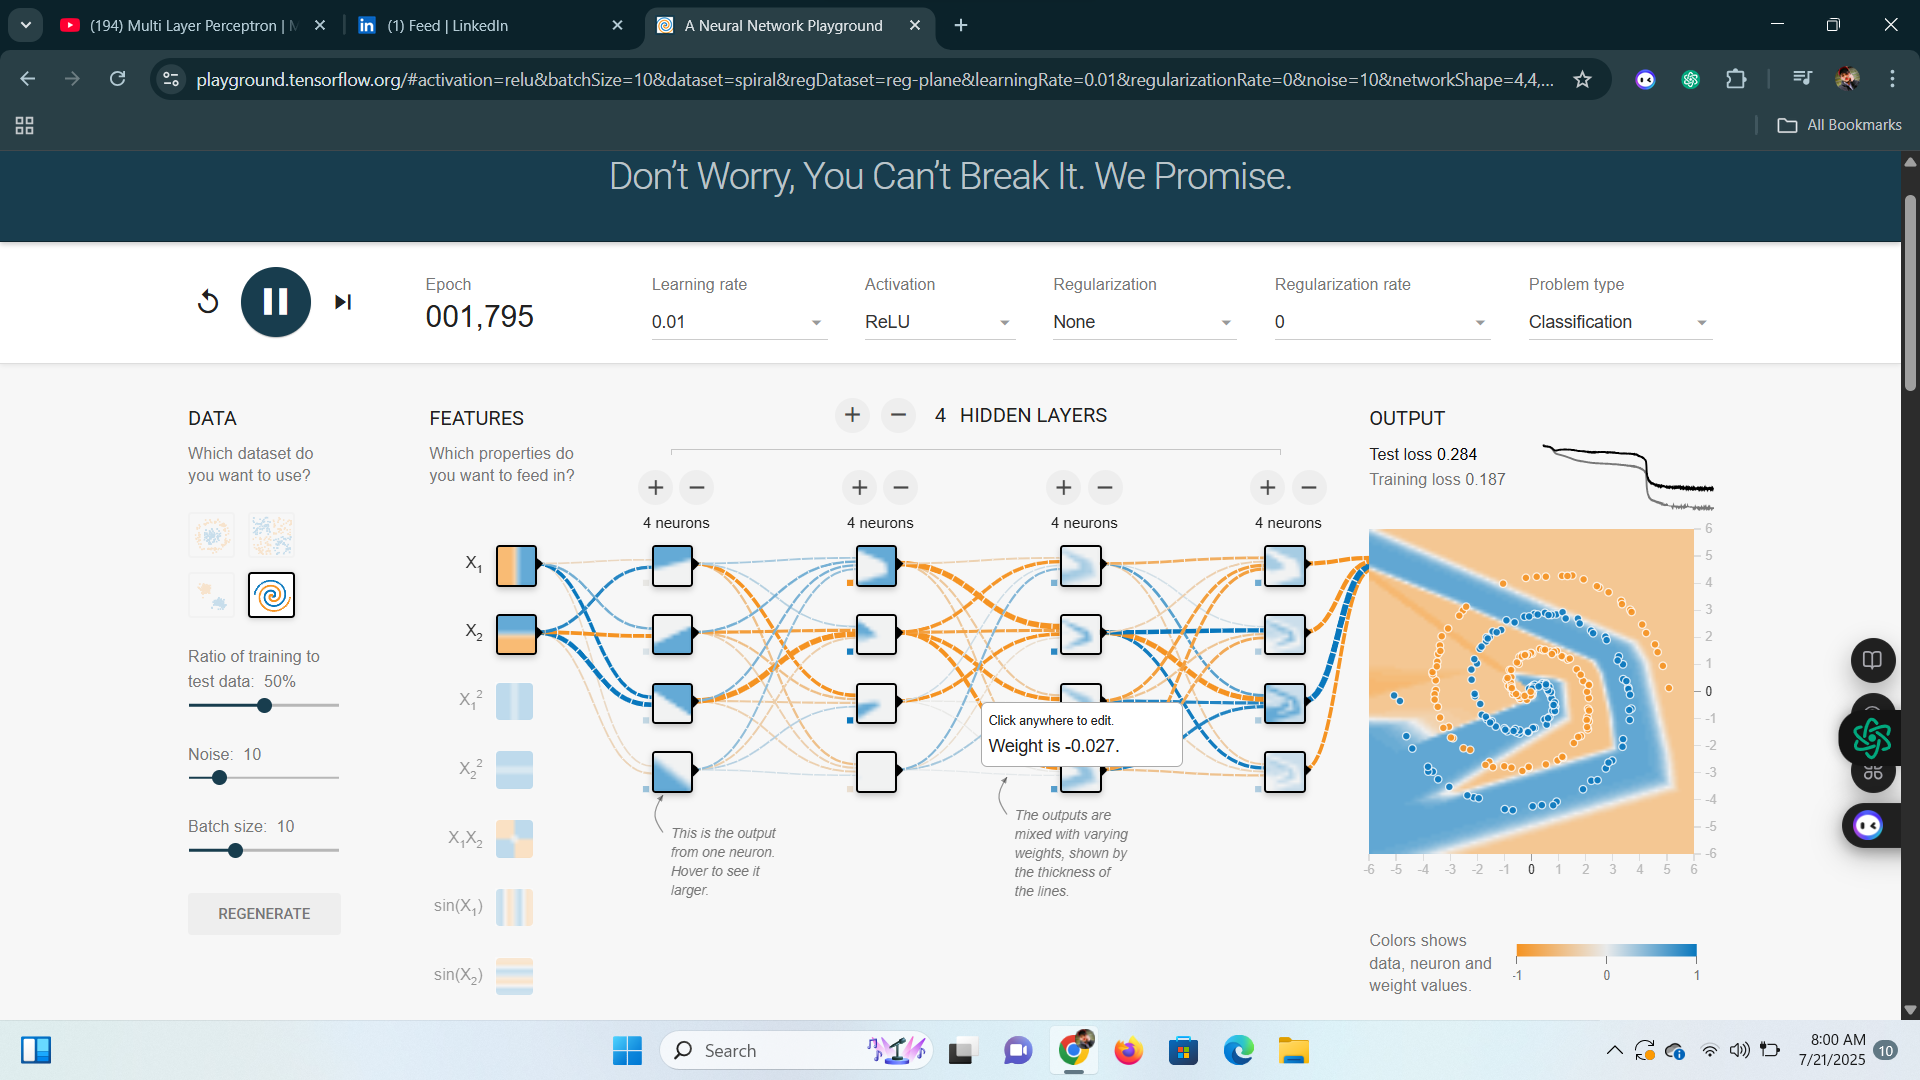 (194) Multi Layer Perceptron | M
(1) Feed | LinkedIn
A Neural Network Playground
playground.tensorflow.org/#activation=relu&batchSize=10&dataset=spiral&regDataset=reg-plane&learningRate=0.01&regularizationRate=0&noise=10&networkShape=4,4,...
All Bookmarks
Don't Worry, You Can't Break It. We Promise.
Epoch
001,795
Learning rate
0.01
Activation
ReLU
Regularization
None
Regularization rate
0
Problem type
Classification
DATA
Which dataset do
you want to use?
Ratio of training to
test data: 50%
Noise: 10
Batch size: 10
REGENERATE
FEATURES
Which properties do
you want to feed in?
X1
X2
X1²
X2²
X1X2
sin(X1)
sin(X2)
4 HIDDEN LAYERS
4 neurons
4 neurons
4 neurons
4 neurons
Click anywhere to edit.
Weight is -0.027.
This is the output
from one neuron.
Hover to see it
larger.
The outputs are
mixed with varying
weights, shown by
the thickness of
the lines.
OUTPUT
Test loss 0.284
Training loss 0.187
6
5
4
3
2
1
0
-1
-2
-3
-4
-5
-6
-6 -5 -4 -3 -2 -1 0 1 2 3 4 5 6
Colors shows
data, neuron and
weight values.
-1 0 1
Search
8:00 AM
7/21/2025
10